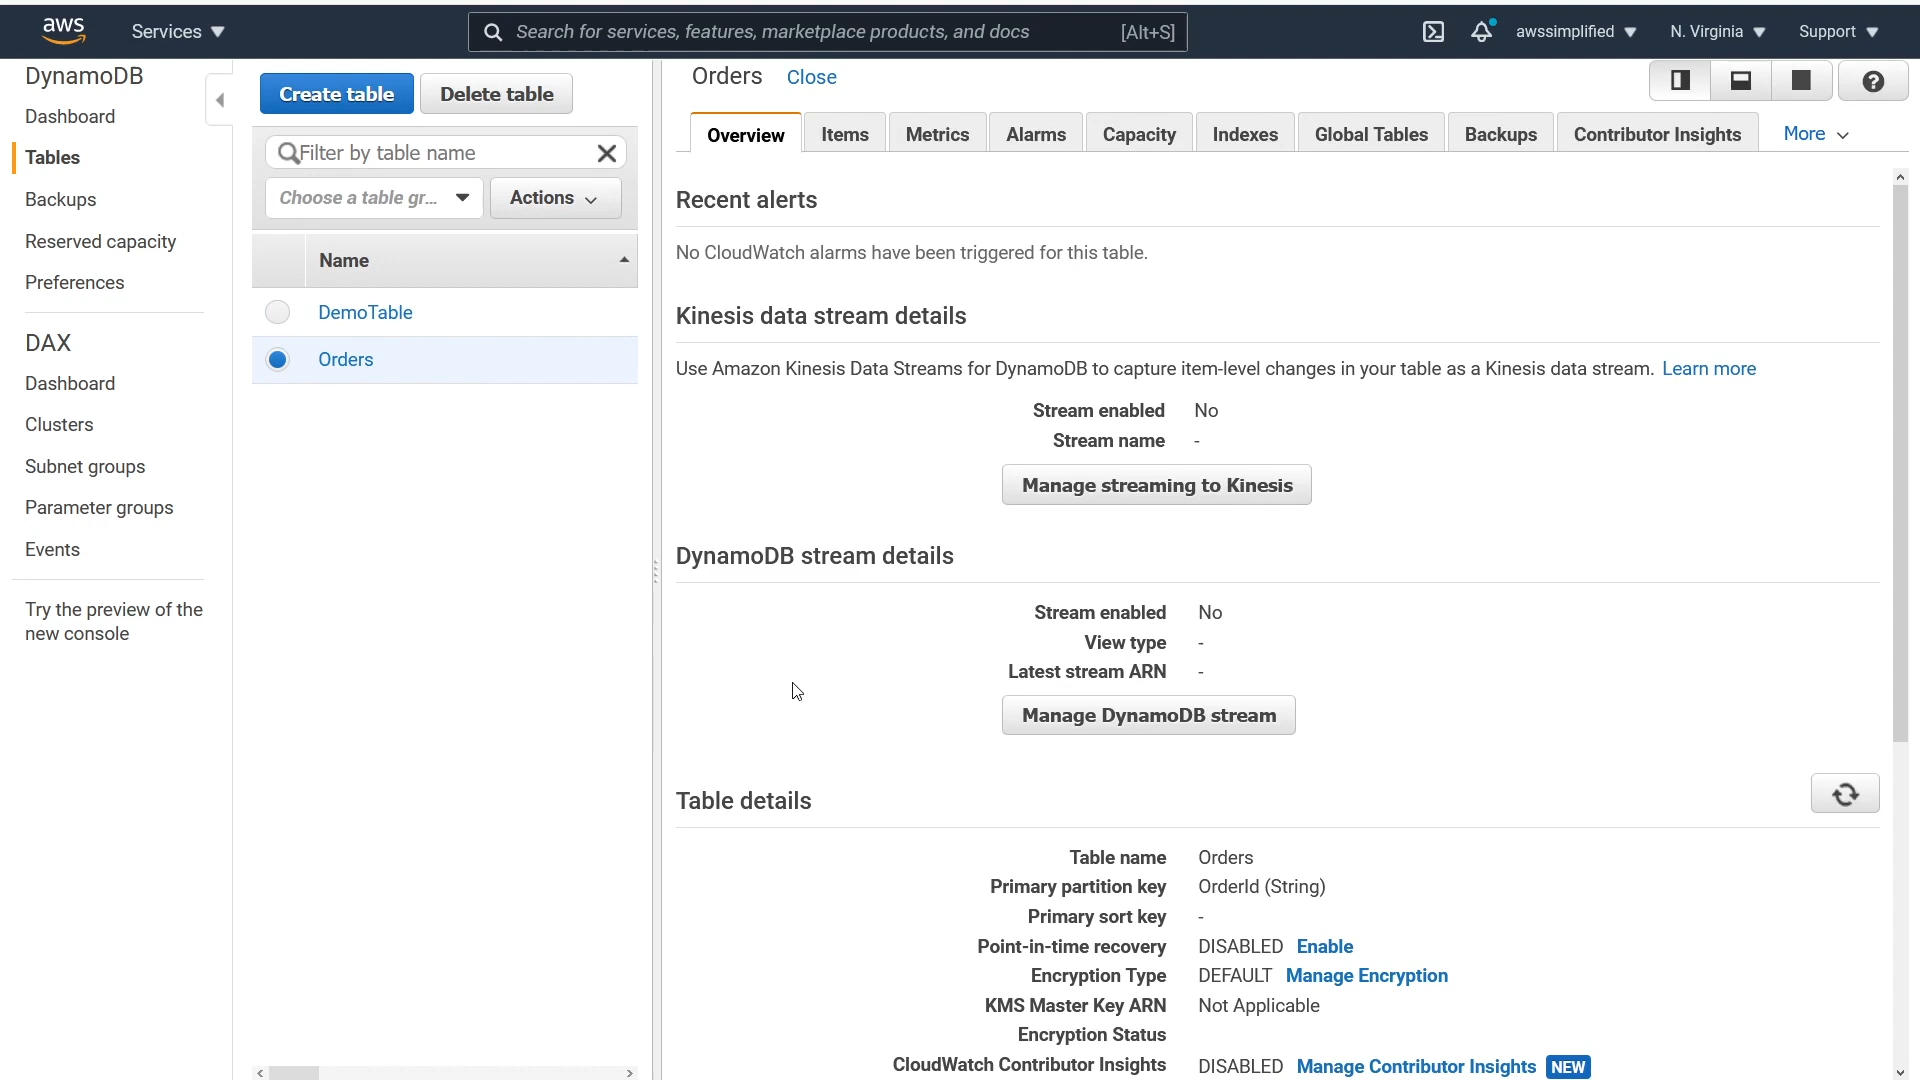 aws
Services
Search for services, features, marketplace products, and docs [Alt+S]
awssimplified
N. Virginia
Support
DynamoDB
Dashboard
Tables
Backups
Reserved capacity
Preferences
DAX
Dashboard
Clusters
Subnet groups
Parameter groups
Events
Try the preview of the
new console
Create table
Delete table
Filter by table name
Choose a table gr...
Actions
Name
DemoTable
Orders
Orders Close
Overview Items Metrics Alarms Capacity Indexes Global Tables Backups Contributor Insights More
Recent alerts
No CloudWatch alarms have been triggered for this table.
Kinesis data stream details
Use Amazon Kinesis Data Streams for DynamoDB to capture item-level changes in your table as a Kinesis data stream. Learn more
Stream enabled No
Stream name -
Manage streaming to Kinesis
DynamoDB stream details
Stream enabled No
View type -
Latest stream ARN -
Manage DynamoDB stream
Table details
Table name Orders
Primary partition key OrderId (String)
Primary sort key -
Point-in-time recovery DISABLED Enable
Encryption Type DEFAULT Manage Encryption
KMS Master Key ARN Not Applicable
Encryption Status
CloudWatch Contributor Insights DISABLED Manage Contributor Insights NEW